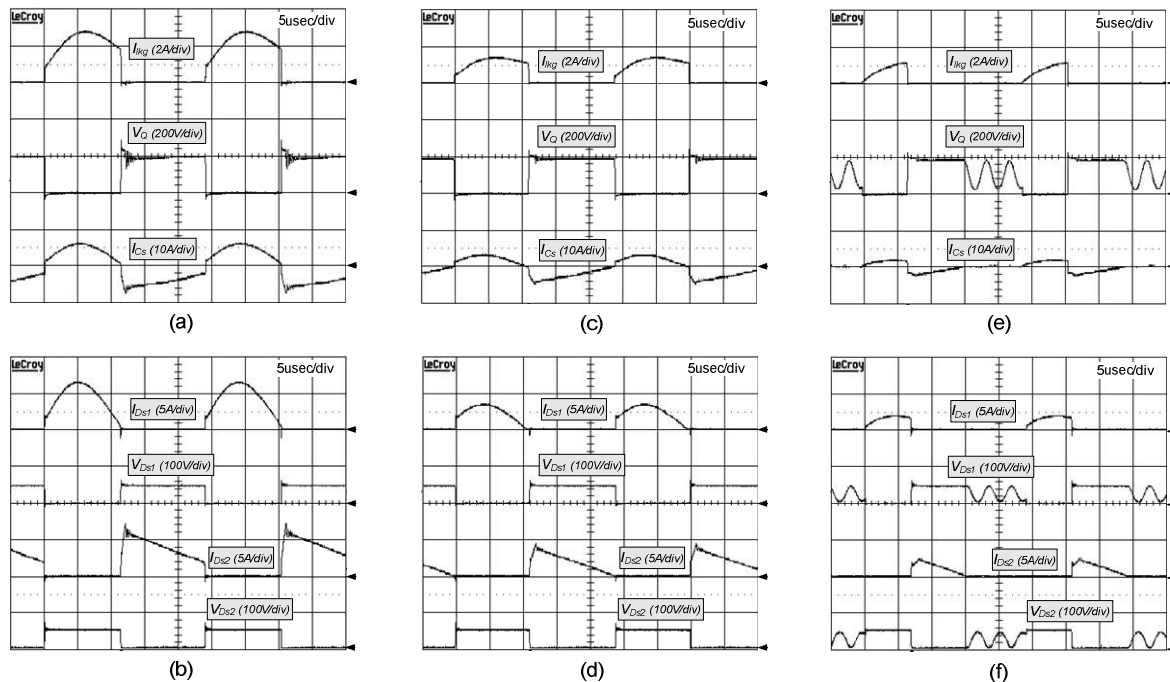 LeCroy
5usec/div
I_lkg (2A/div)
V_Q (200V/div)
I_Cs (10A/div)
(a)
LeCroy
5usec/div
I_lkg (2A/div)
V_Q (200V/div)
I_Cs (10A/div)
(c)
LeCroy
5usec/div
I_lkg (2A/div)
V_Q (200V/div)
I_Cs (10A/div)
(e)
LeCroy
5usec/div
I_Ds1 (5A/div)
V_Ds1 (100V/div)
I_Ds2 (5A/div)
V_Ds2 (100V/div)
(b)
LeCroy
5usec/div
I_Ds1 (5A/div)
V_Ds1 (100V/div)
I_Ds2 (5A/div)
V_Ds2 (100V/div)
(d)
LeCroy
5usec/div
I_Ds1 (5A/div)
V_Ds1 (100V/div)
I_Ds2 (5A/div)
V_Ds2 (100V/div)
(f)